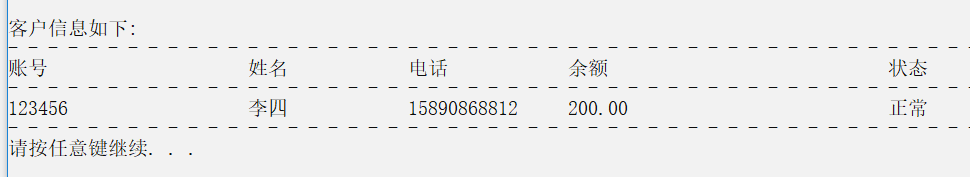 客户信息如下:
账号 姓名 电话 余额 状态
123456 李四 15890868812 200.00 正常
请按任意键继续. . .